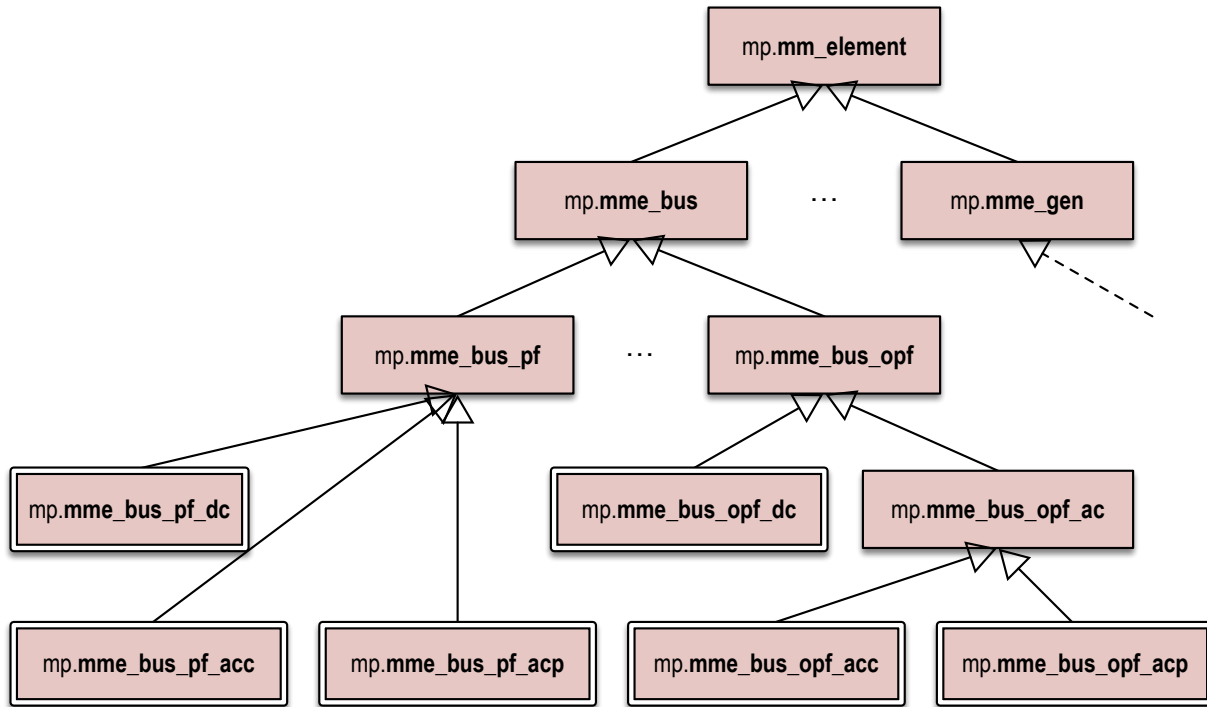 mp.mm_element
mp.mme_bus
...
mp.mme_gen
mp.mme_bus_pf
...
mp.mme_bus_opf
mp.mme_bus_pf_dc
mp.mme_bus_opf_dc
mp.mme_bus_opf_ac
mp.mme_bus_pf_acc
mp.mme_bus_pf_acp
mp.mme_bus_opf_acc
mp.mme_bus_opf_acp